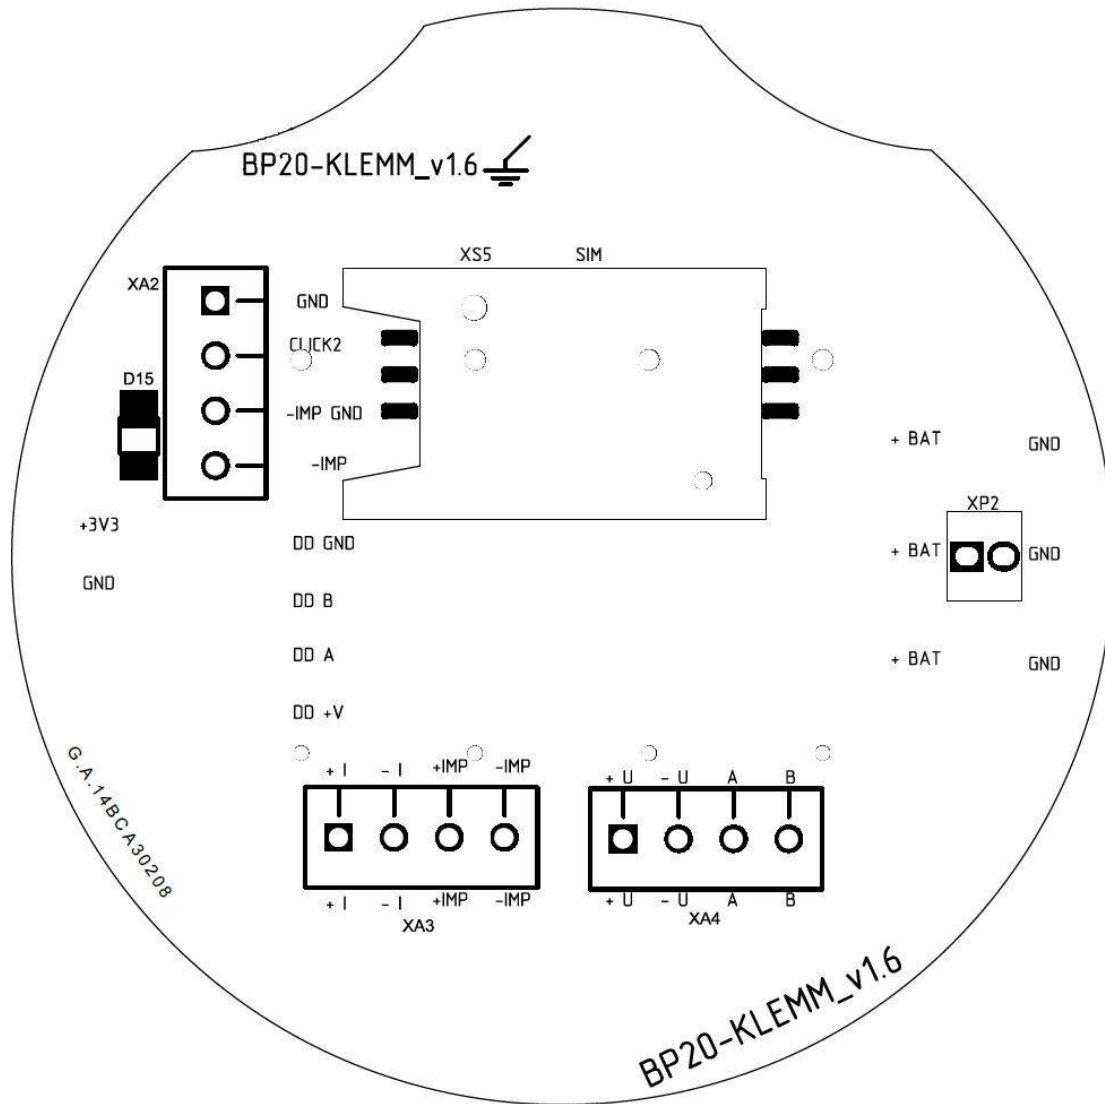 BP20-KLEMM_v1.6
XS5 SIM
XA2
GND
CLICK2
D15
-IMP GND
-IMP
+ BAT GND
XP2
+3V3
DD GND
+ BAT GND
GND
DD B
DD A
+ BAT GND
DD +V
G.A.14BCA30208
+ I - I +IMP -IMP
+ U - U A B
+ I - I +IMP -IMP
+ U - U A B
XA3
XA4
BP20-KLEMM_v1.6